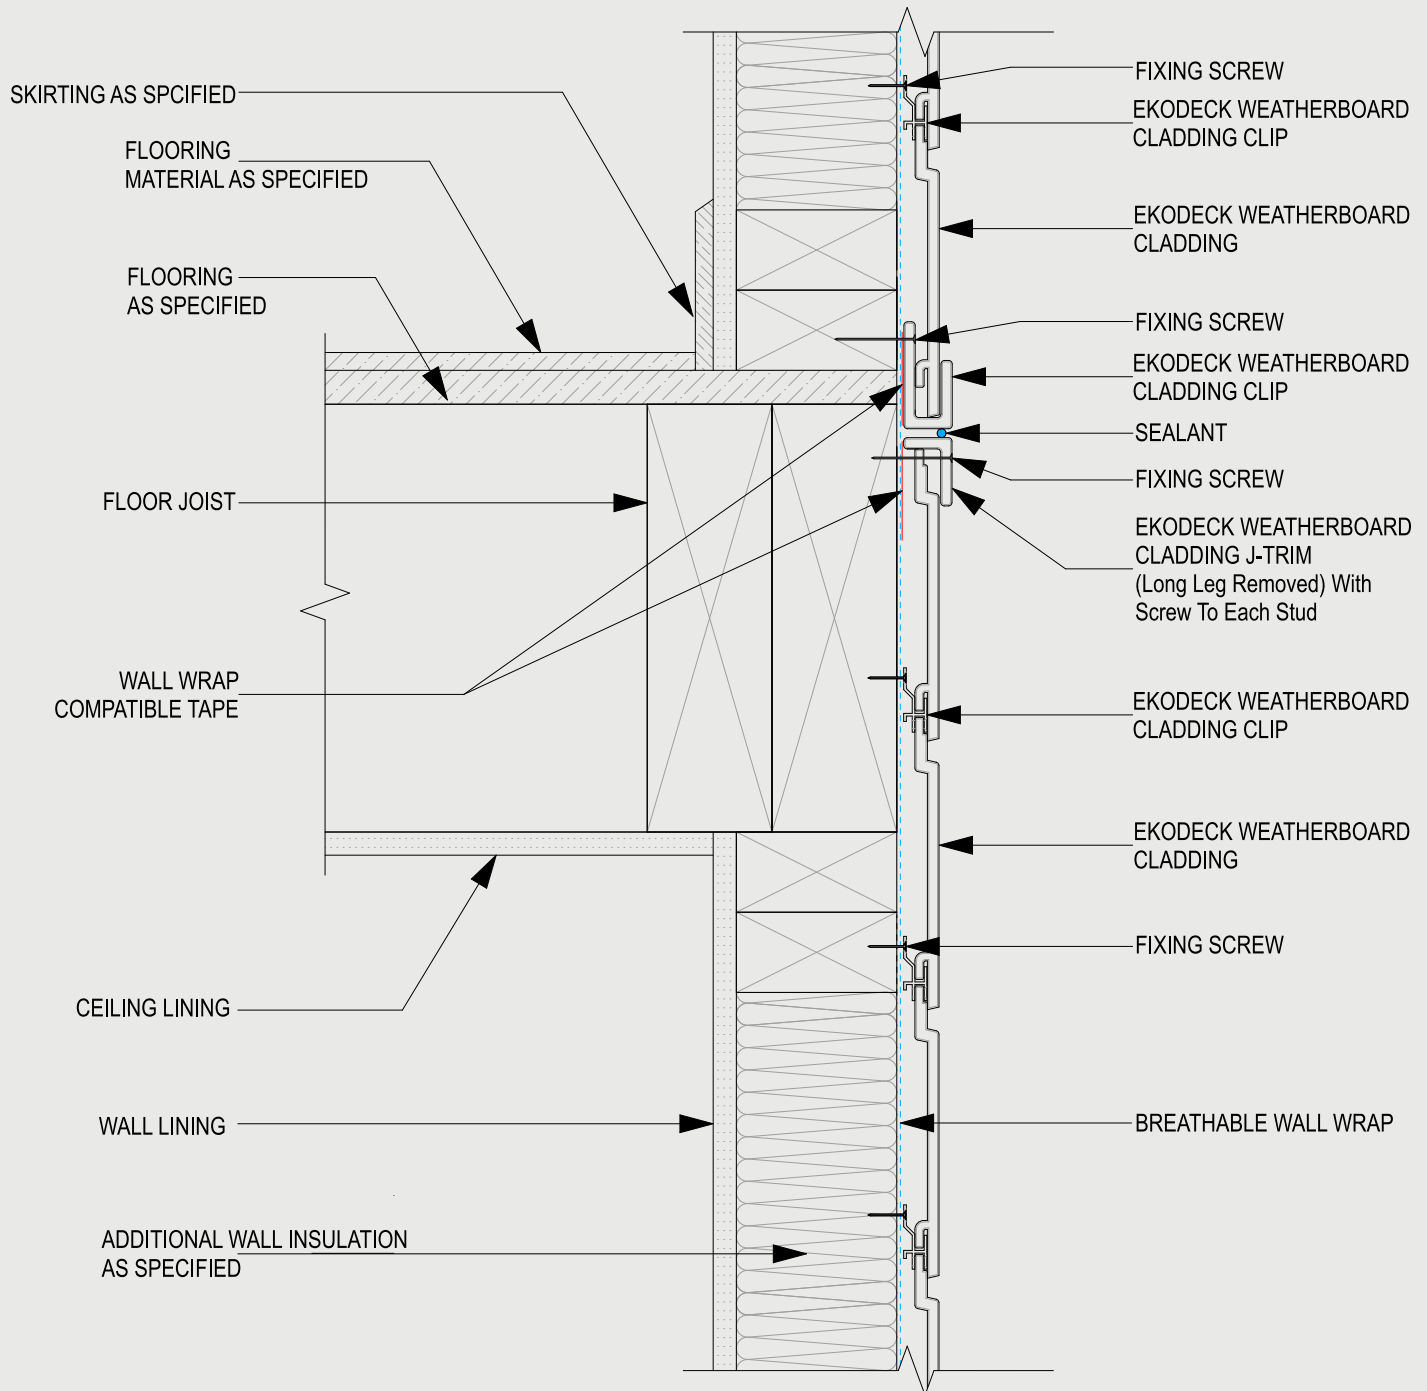 SKIRTING AS SPCIFIED
FLOORING
MATERIAL AS SPECIFIED
FLOORING
AS SPECIFIED
FLOOR JOIST
WALL WRAP
COMPATIBLE TAPE
CEILING LINING
WALL LINING
ADDITIONAL WALL INSULATION
AS SPECIFIED
FIXING SCREW
EKODECK WEATHERBOARD
CLADDING CLIP
EKODECK WEATHERBOARD
CLADDING
FIXING SCREW
EKODECK WEATHERBOARD
CLADDING CLIP
SEALANT
FIXING SCREW
EKODECK WEATHERBOARD
CLADDING J-TRIM
(Long Leg Removed) With
Screw To Each Stud
EKODECK WEATHERBOARD
CLADDING CLIP
EKODECK WEATHERBOARD
CLADDING
FIXING SCREW
BREATHABLE WALL WRAP